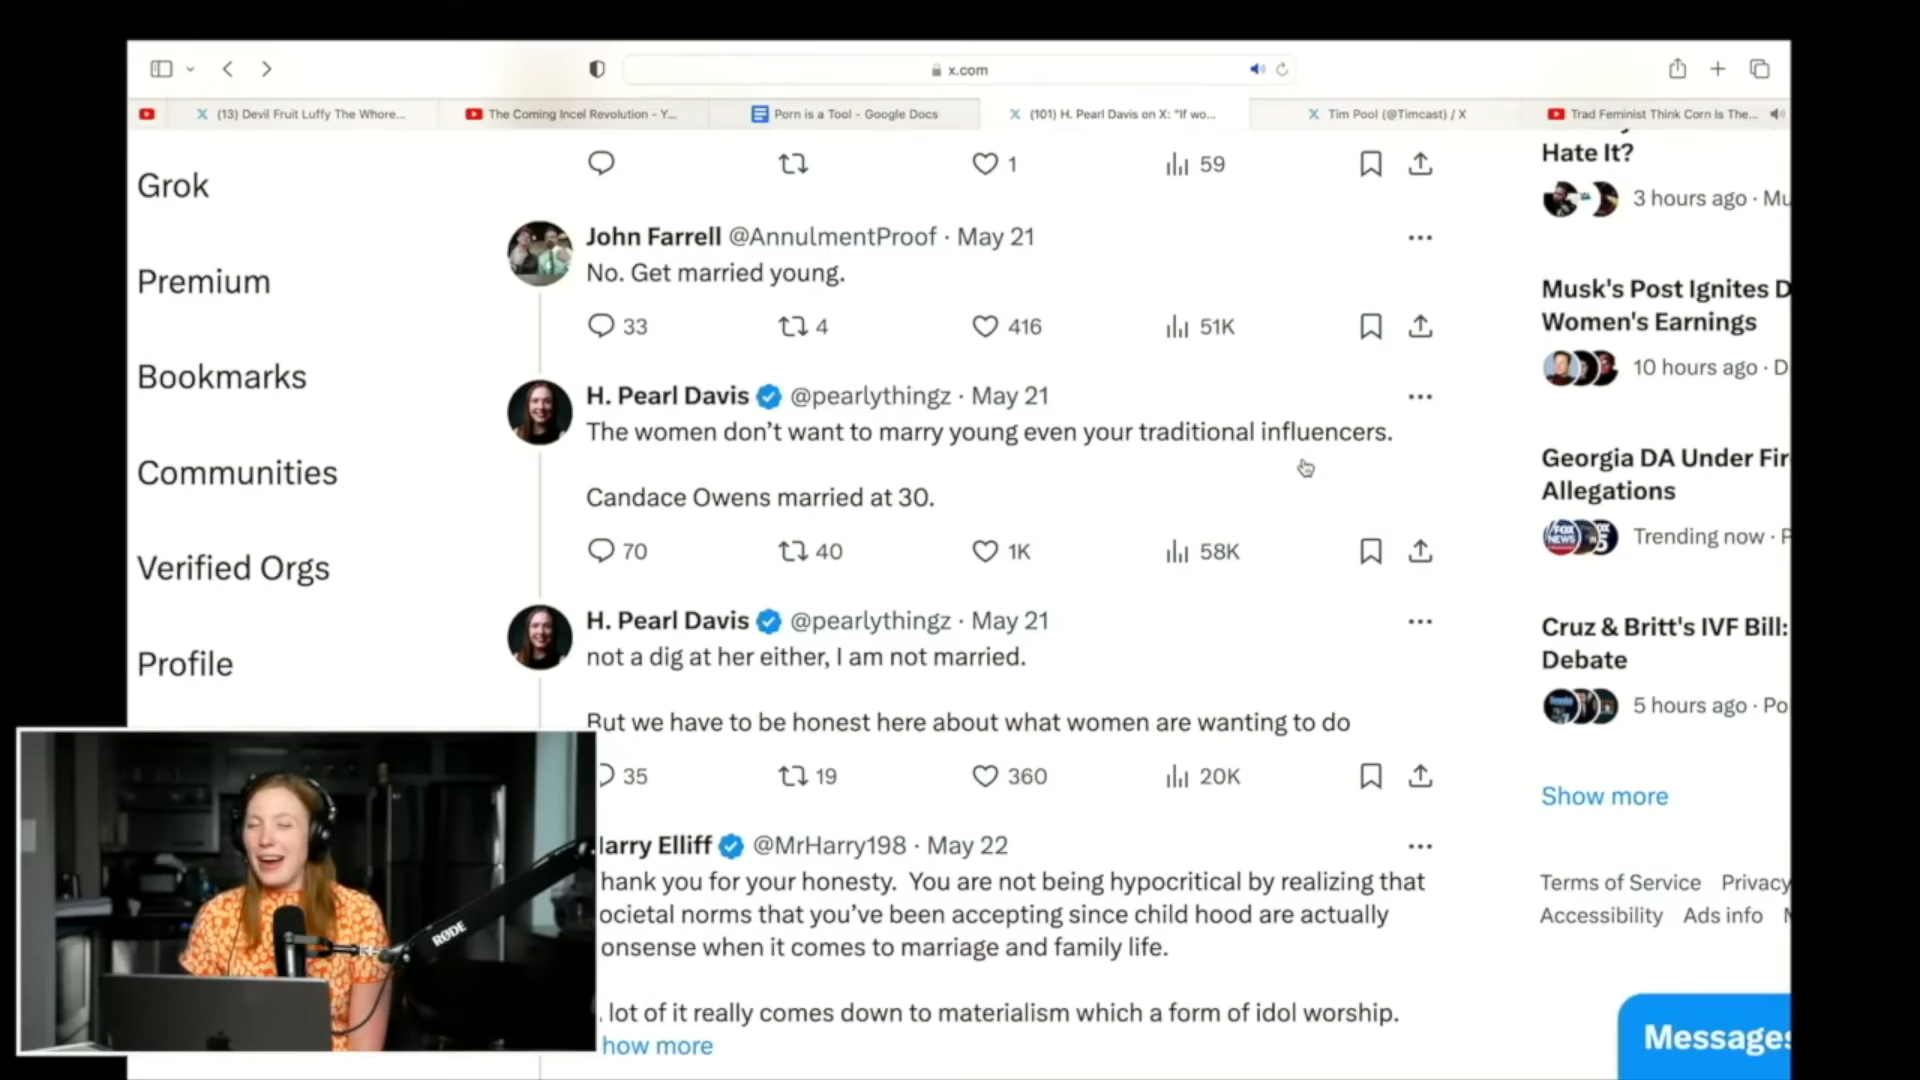 x.com
(13) Devil Fruit Luffy The Whore...
The Coming Incel Revolution - Y...
Porn is a Tool - Google Docs
(101) H. Pearl Davis on X: "If wo...
Tim Pool (@Timcast) / X
Trad Feminist Think Corn Is The...
Grok
Premium
Bookmarks
Communities
Verified Orgs
Profile
1 59
John Farrell @AnnulmentProof · May 21
No. Get married young.
33 4 416 51K
H. Pearl Davis @pearlythingz · May 21
The women don’t want to marry young even your traditional influencers.
Candace Owens married at 30.
70 40 1K 58K
H. Pearl Davis @pearlythingz · May 21
not a dig at her either, I am not married.
But we have to be honest here about what women are wanting to do
35 19 360 20K
arry Elliff @MrHarry198 · May 22
hank you for your honesty. You are not being hypocritical by realizing that
ocietal norms that you’ve been accepting since child hood are actually
onsense when it comes to marriage and family life.
lot of it really comes down to materialism which a form of idol worship.
how more
Hate It?
3 hours ago · Mu
Musk's Post Ignites D
Women's Earnings
10 hours ago · D
Georgia DA Under Fir
Allegations
FOX NEWS
Trending now · P
Cruz & Britt's IVF Bill:
Debate
5 hours ago · Po
Show more
Terms of Service Privacy
Accessibility Ads info
Messages
RØDE